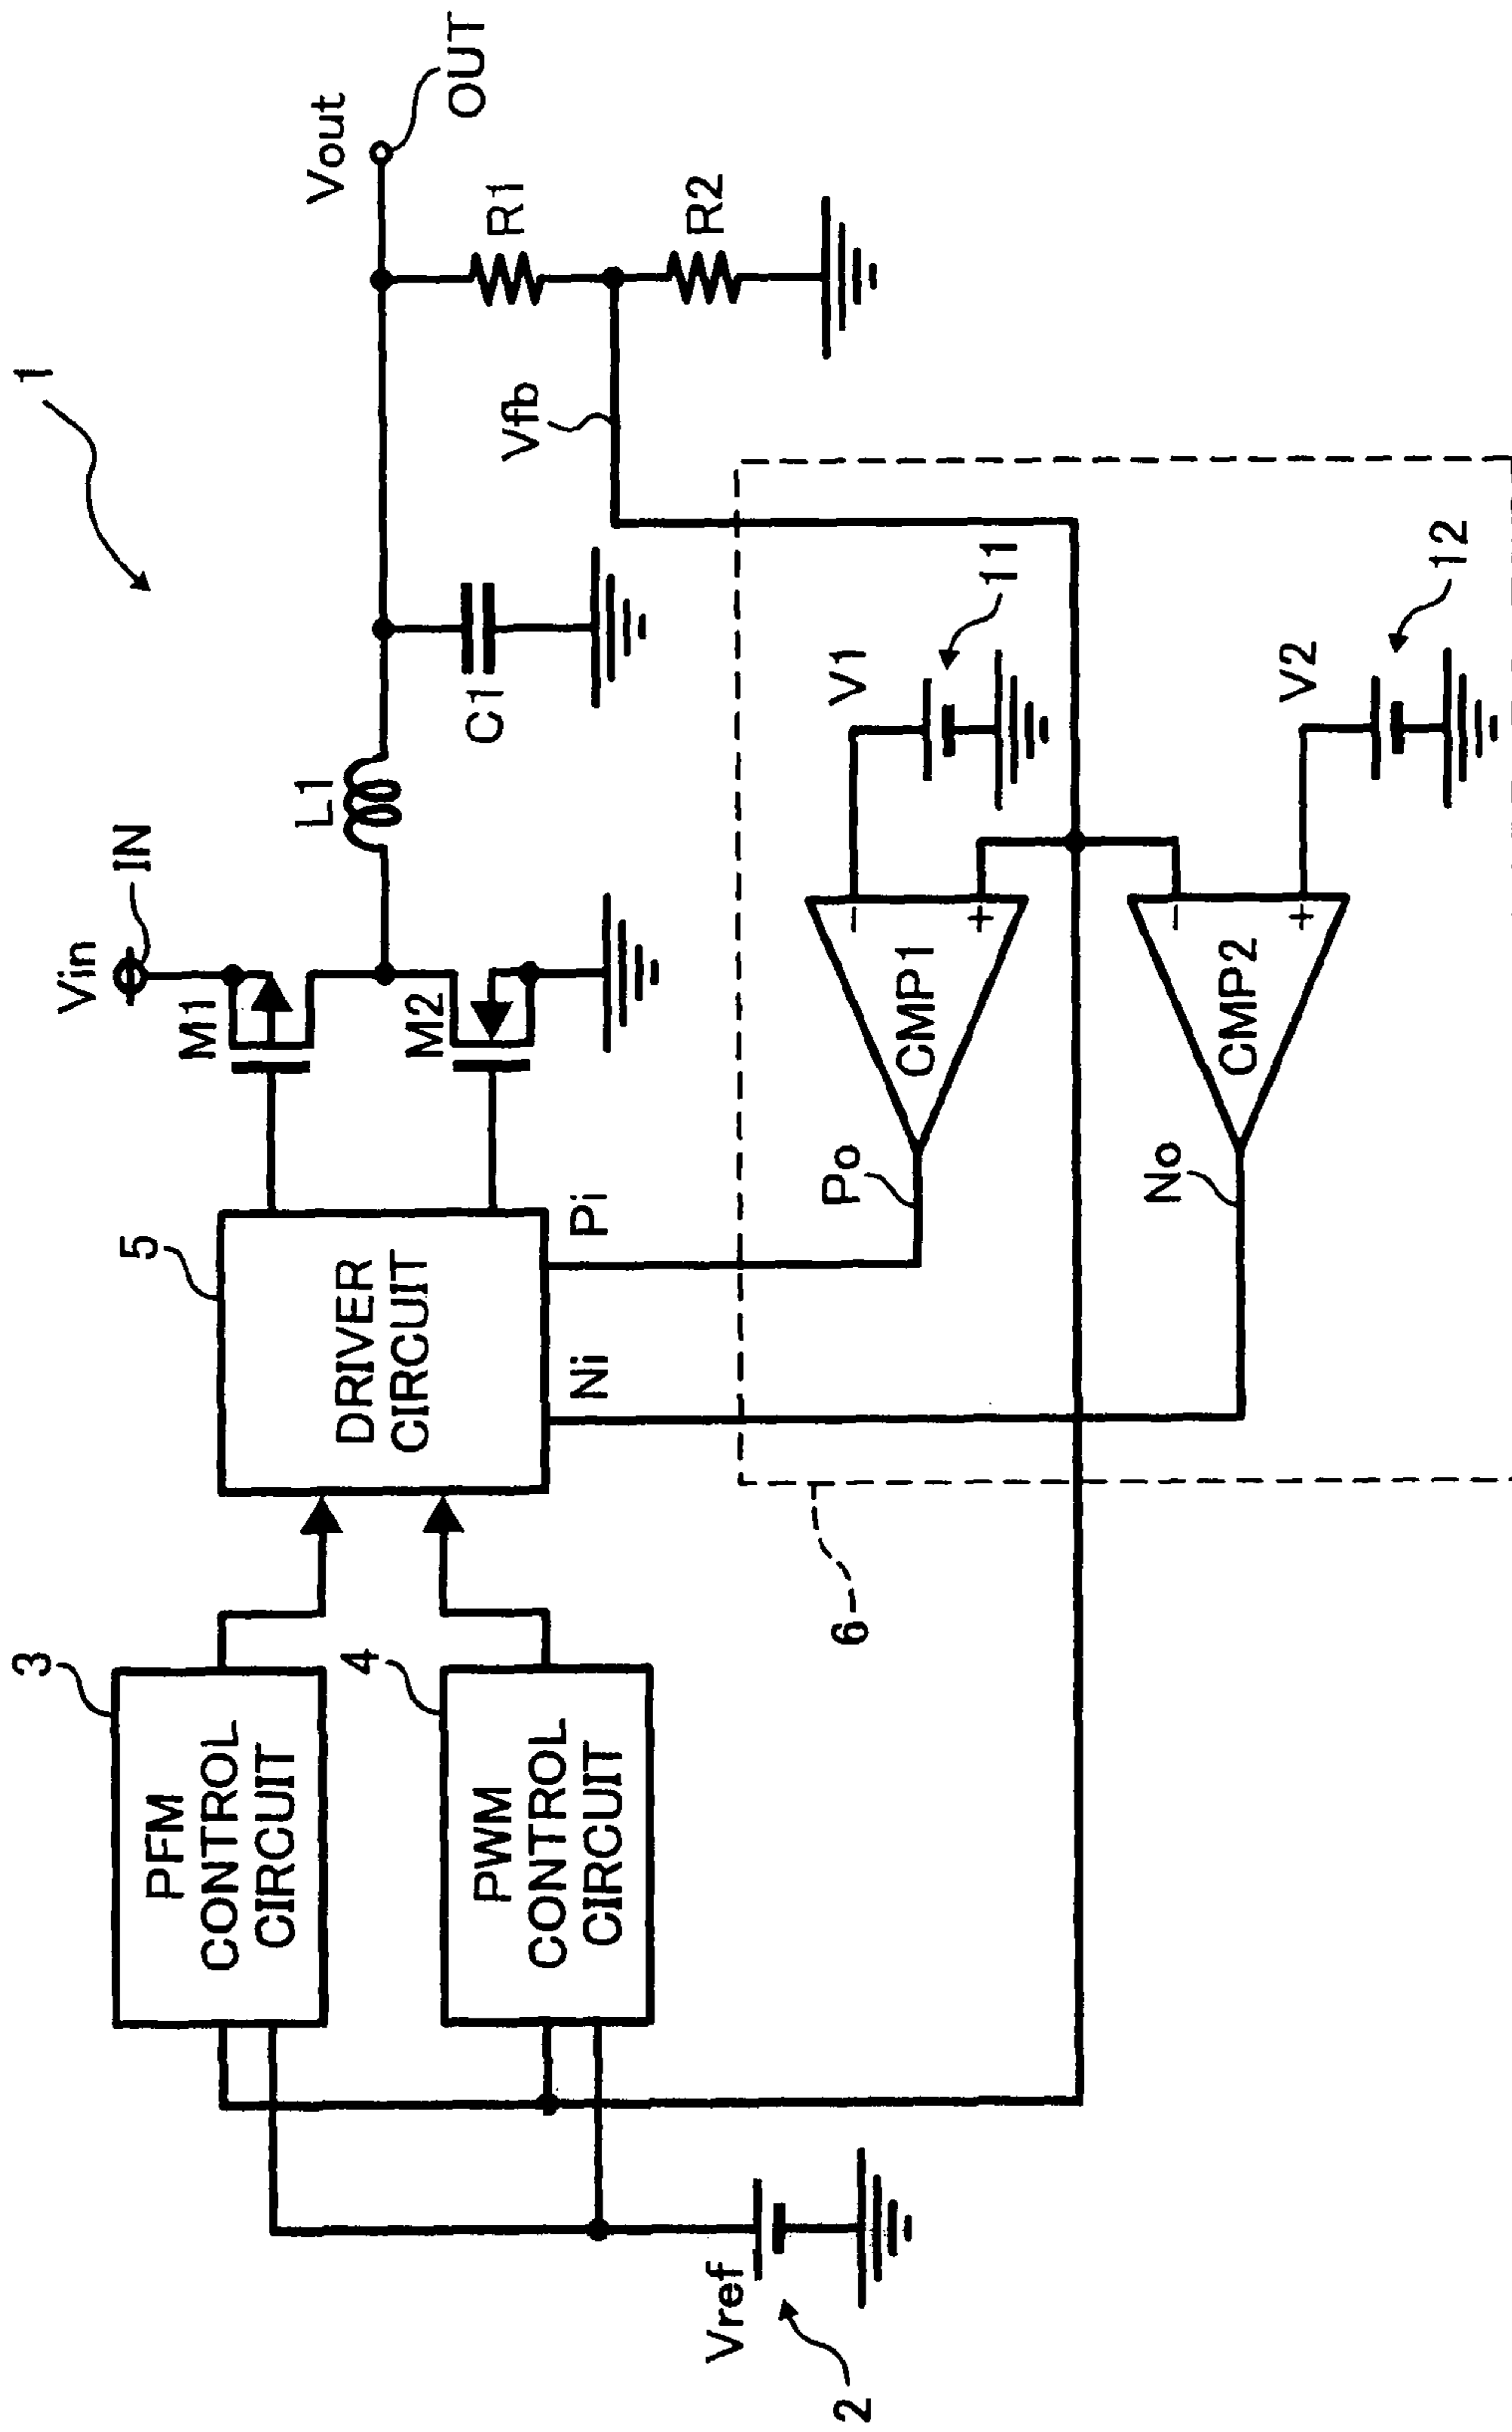 1
Vin
IN
M1
M2
L1
C1
Vout
OUT
R1
R2
Vfb
3
PFM
CONTROL
CIRCUIT
4
PWM
CONTROL
CIRCUIT
5
DRIVER
CIRCUIT
Ni
Pi
Vref
2
6
Po
CMP1
-
+
V1
11
No
CMP2
-
+
V2
12